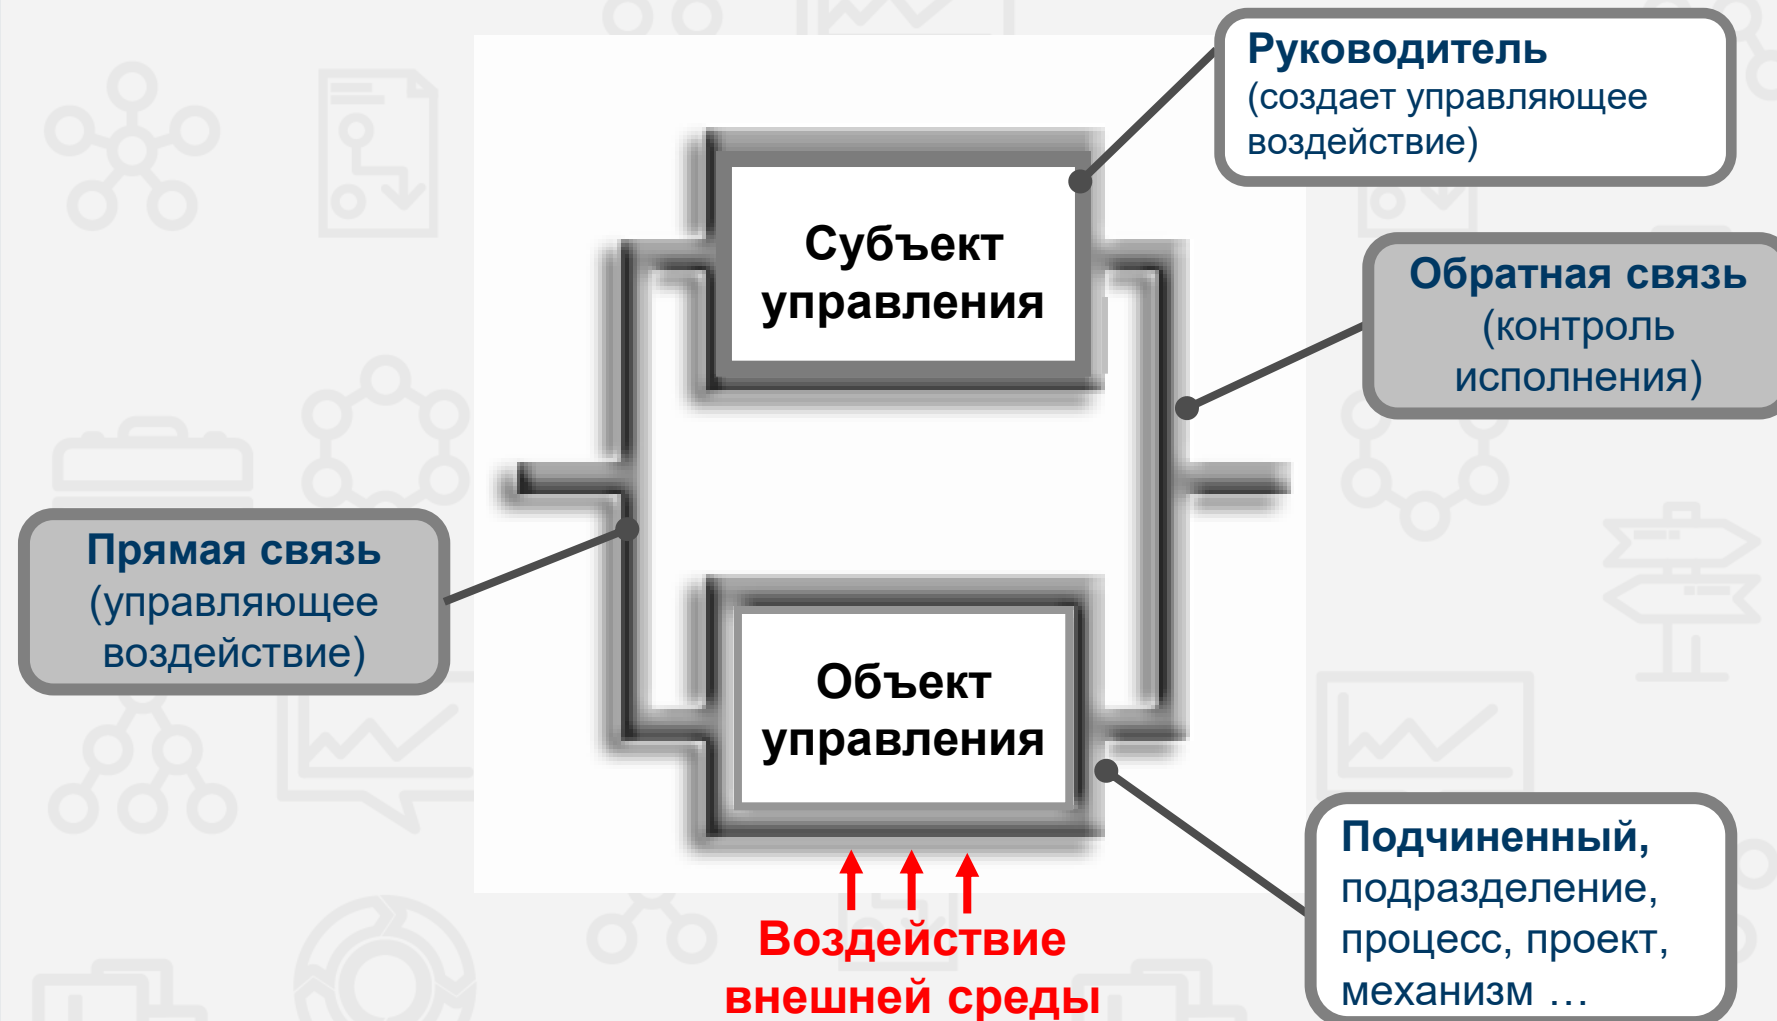 Руководитель
(создает управляющее
воздействие)
Субъект
управления
Обратная связь
(контроль
исполнения)
Прямая связь
(управляющее
воздействие)
Объект
управления
Подчиненный,
подразделение,
процесс, проект,
механизм …
Воздействие
внешней среды